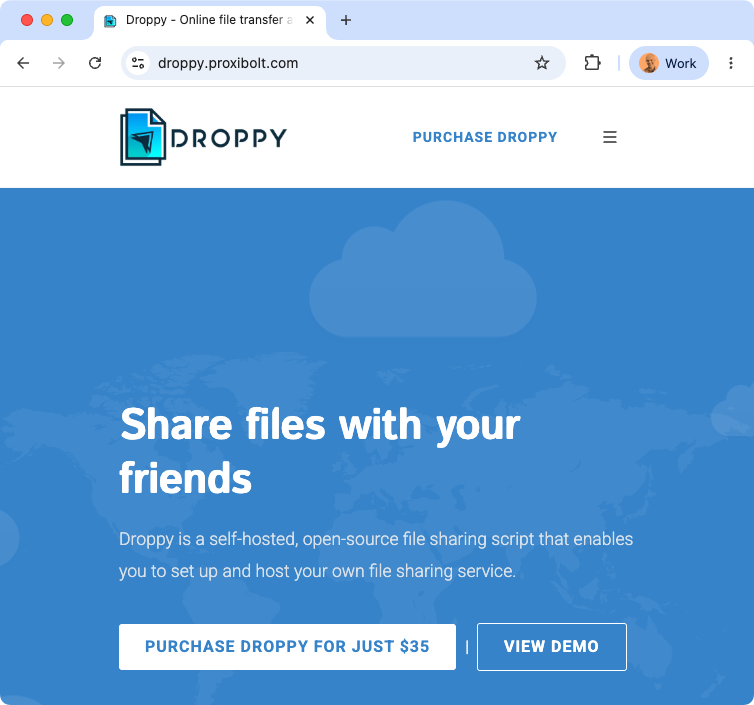 Droppy - Online file transfer a
droppy.proxibolt.com
Work
DROPPY
PURCHASE DROPPY
Share files with your
friends
Droppy is a self-hosted, open-source file sharing script that enables
you to set up and host your own file sharing service.
PURCHASE DROPPY FOR JUST $35 | VIEW DEMO